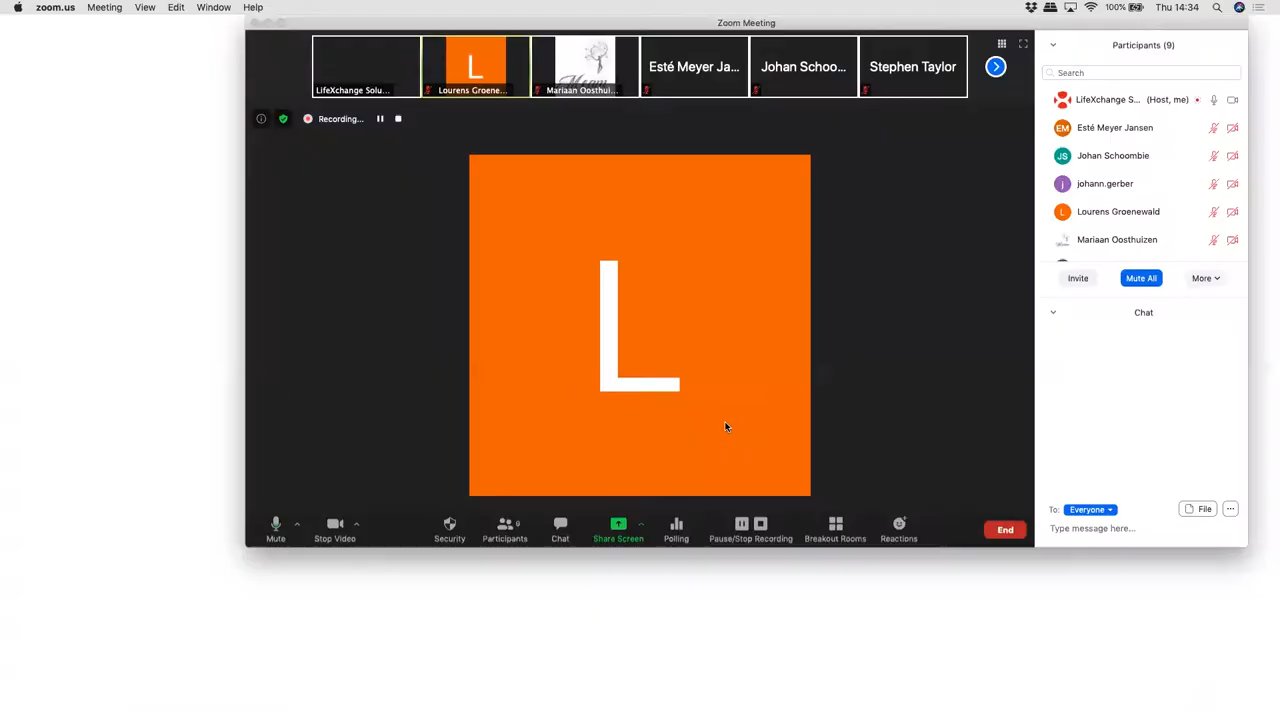 zoom.us Meeting View Edit Window Help 100% Thu 14:34
Zoom Meeting
L
Esté Meyer Ja... Johan Schoo... Stephen Taylor
LifeXchange Solu... Lourens Groene... Mariaan Oosthui...
Recording...
L
Mute Stop Video Security Participants 9 Chat Share Screen Polling Pause/Stop Recording Breakout Rooms Reactions End
Participants (9)
Search
LifeXchange S... (Host, me)
EM Esté Meyer Jansen
JS Johan Schoombie
j johann.gerber
L Lourens Groenewald
Mariaan Oosthuizen
Invite Mute All More
Chat
To: Everyone File ...
Type message here...